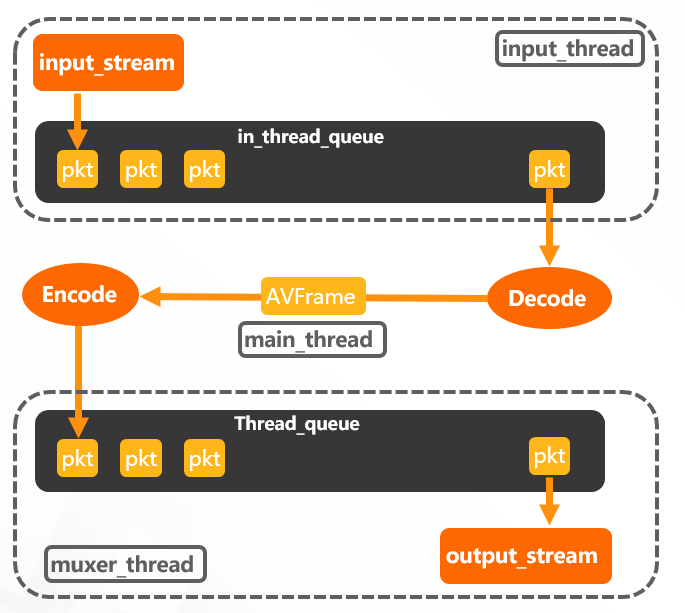 input_stream
input_thread
in_thread_queue
pkt
pkt
pkt
pkt
Encode
AVFrame
Decode
main_thread
Thread_queue
pkt
pkt
pkt
pkt
output_stream
muxer_thread